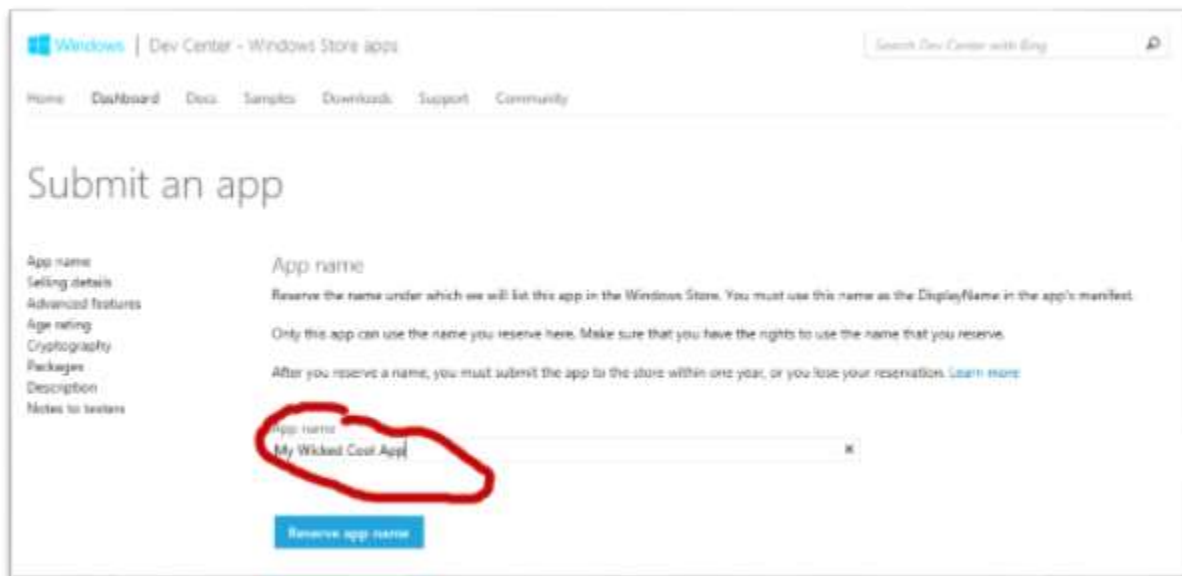 Windows | Dev Center - Windows Store apps
Search Dev Center with Bing
Home Dashboard Docs Samples Downloads Support Community
Submit an app
App name
Selling details
Advanced features
Age rating
Cryptography
Packages
Description
Notes to testers
App name
Reserve the name under which we will list this app in the Windows Store. You must use this name as the DisplayName in the app's manifest.
Only this app can use the name you reserve here. Make sure that you have the rights to use the name that you reserve.
After you reserve a name, you must submit the app to the store within one year, or you lose your reservation. Learn more
App name
My Wicked Cool App
Reserve app name